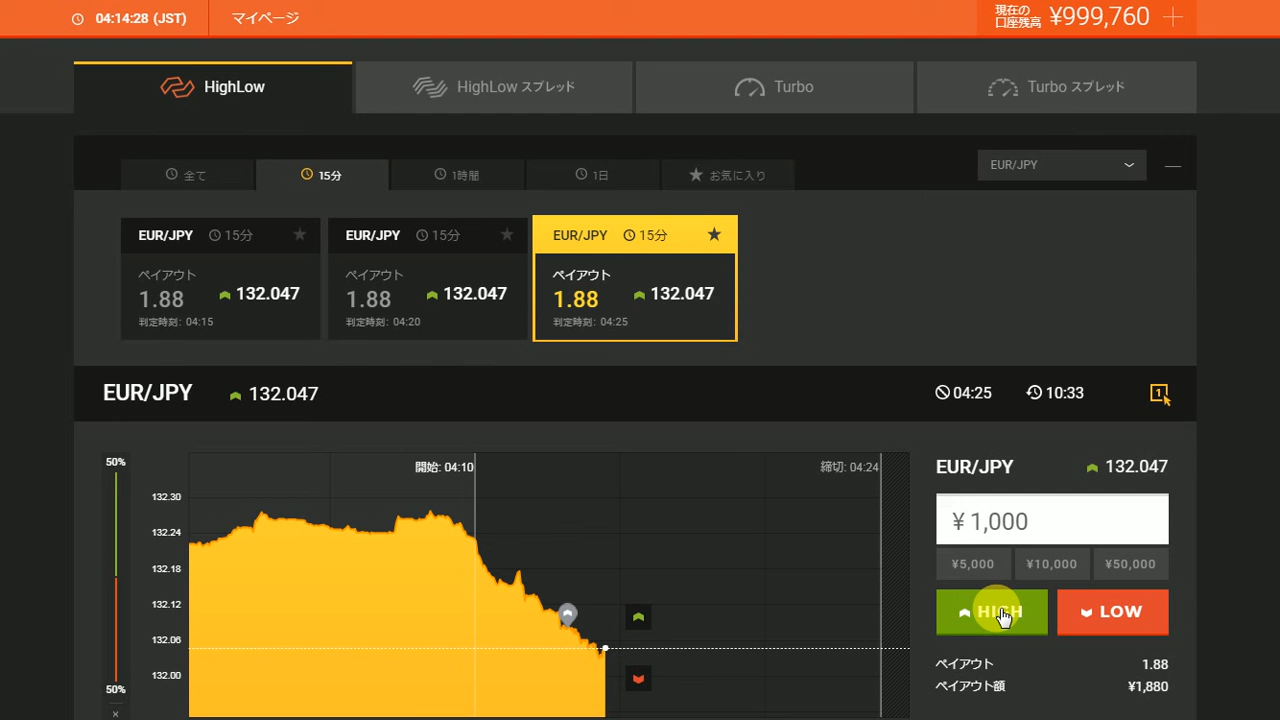 04:14:28 (JST)
マイページ
現在の
口座残高
¥999,760
HighLow
HighLow スプレッド
Turbo
Turbo スプレッド
全て
15分
1時間
1日
お気に入り
EUR/JPY
EUR/JPY 15分
ペイアウト
1.88
132.047
判定時刻: 04:15
EUR/JPY 15分
ペイアウト
1.88
132.047
判定時刻: 04:20
EUR/JPY 15分
ペイアウト
1.88
132.047
判定時刻: 04:25
EUR/JPY 132.047
04:25
10:33
1
50%
50%
開始: 04:10
締切: 04:24
132.30
132.24
132.18
132.12
132.06
132.00
EUR/JPY 132.047
¥ 1,000
¥5,000
¥10,000
¥50,000
HIGH
LOW
ペイアウト 1.88
ペイアウト額 ¥1,880